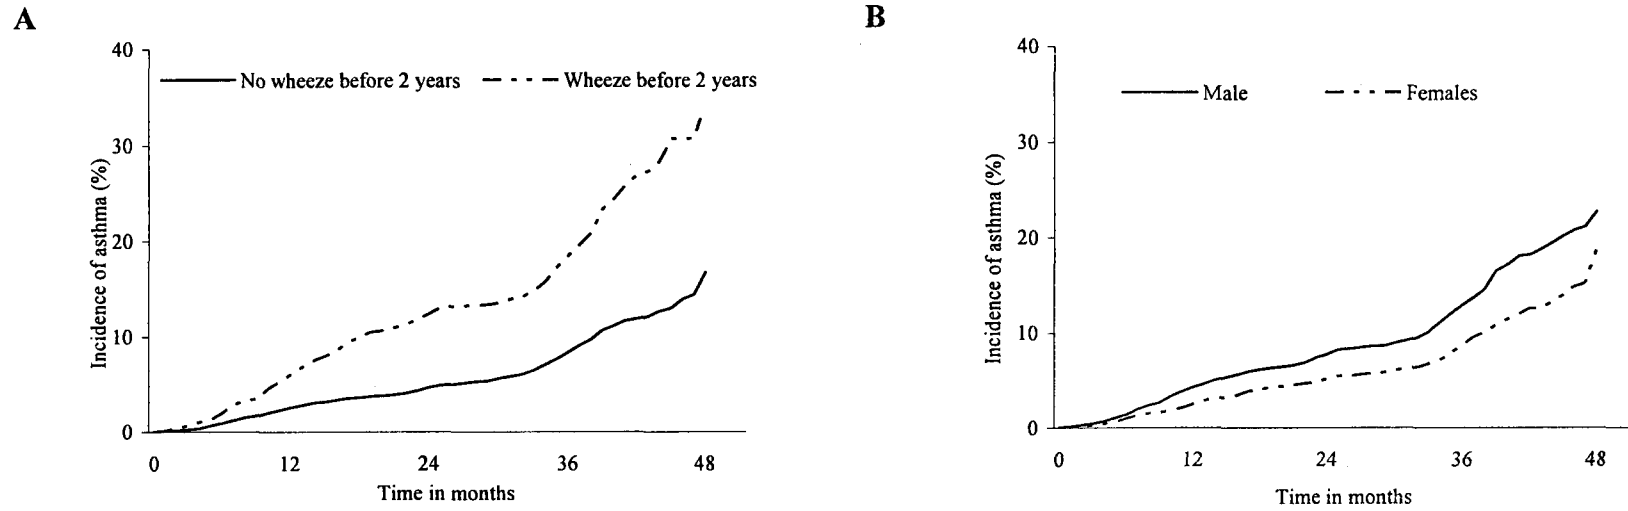 A
40
No wheeze before 2 years
Wheeze before 2 years
30
20
10
0
Incidence of asthma (%)
0 12 24 36 48
Time in months
B
40
Male
Females
30
20
10
0
Incidence of asthma (%)
0 12 24 36 48
Time in months